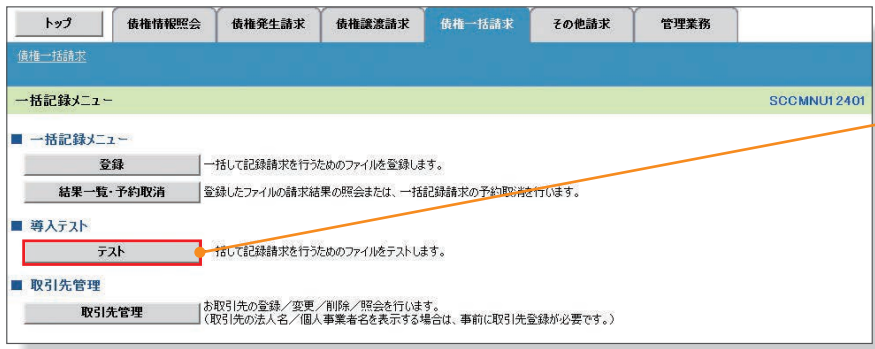 トップ 債権情報照会 債権発生請求 債権譲渡請求 債権一括請求 その他請求 管理業務
債権一括請求
一括記録メニュー SCCMNU12401
■ 一括記録メニュー
登録 一括して記録請求を行うためのファイルを登録します。
結果一覧・予約取消 登録したファイルの請求結果の照会または、一括記録請求の予約取消を行います。
■ 導入テスト
テスト 一括して記録請求を行うためのファイルをテストします。
■ 取引先管理
取引先管理 お取引先の登録/変更/削除/照会を行います。
(取引先の法人名/個人事業者名を表示する場合は、事前に取引先登録が必要です。)